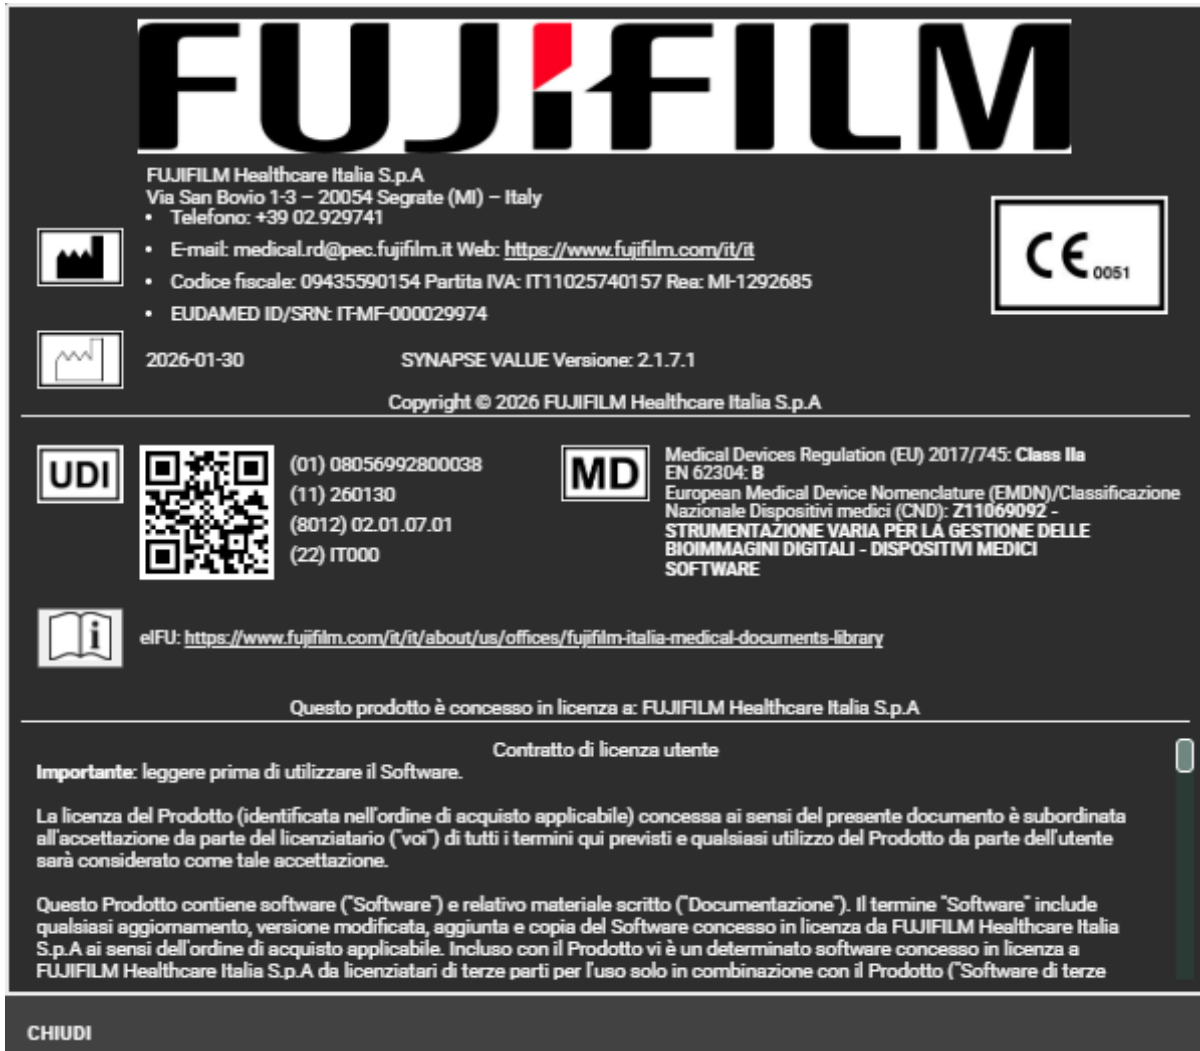 FUJIFILM
FUJIFILM Healthcare Italia S.p.A
Via San Bovio 1-3 – 20054 Segrate (MI) – Italy
• Telefono: +39 02.929741
• E-mail: medical.rd@pec.fujifilm.it Web: https://www.fujifilm.com/it/it
• Codice fiscale: 09435590154 Partita IVA: IT11025740157 Rea: MI-1292685
• EUDAMED ID/SRN: IT-MF-000029974
CE 0051
2026-01-30 SYNAPSE VALUE Versione: 2.1.7.1
Copyright © 2026 FUJIFILM Healthcare Italia S.p.A
UDI
(01) 08056992800038
(11) 260130
(8012) 02.01.07.01
(22) IT000
MD
Medical Devices Regulation (EU) 2017/745: Class IIa
EN 62304: B
European Medical Device Nomenclature (EMDN)/Classificazione
Nazionale Dispositivi medici (CND): Z11069092 -
STRUMENTAZIONE VARIA PER LA GESTIONE DELLE
BIOIMMAGINI DIGITALI - DISPOSITIVI MEDICI
SOFTWARE
i
eIFU: https://www.fujifilm.com/it/it/about/us/offices/fujifilm-italia-medical-documents-library
Questo prodotto è concesso in licenza a: FUJIFILM Healthcare Italia S.p.A
Contratto di licenza utente
Importante: leggere prima di utilizzare il Software.
La licenza del Prodotto (identificata nell'ordine di acquisto applicabile) concessa ai sensi del presente documento è subordinata
all'accettazione da parte del licenziatario ("voi") di tutti i termini qui previsti e qualsiasi utilizzo del Prodotto da parte dell'utente
sarà considerato come tale accettazione.
Questo Prodotto contiene software ("Software") e relativo materiale scritto ("Documentazione"). Il termine "Software" include
qualsiasi aggiornamento, versione modificata, aggiunta e copia del Software concesso in licenza da FUJIFILM Healthcare Italia
S.p.A ai sensi dell'ordine di acquisto applicabile. Incluso con il Prodotto vi è un determinato software concesso in licenza a
FUJIFILM Healthcare Italia S.p.A da licenziatari di terze parti per l'uso solo in combinazione con il Prodotto ("Software di terze
CHIUDI